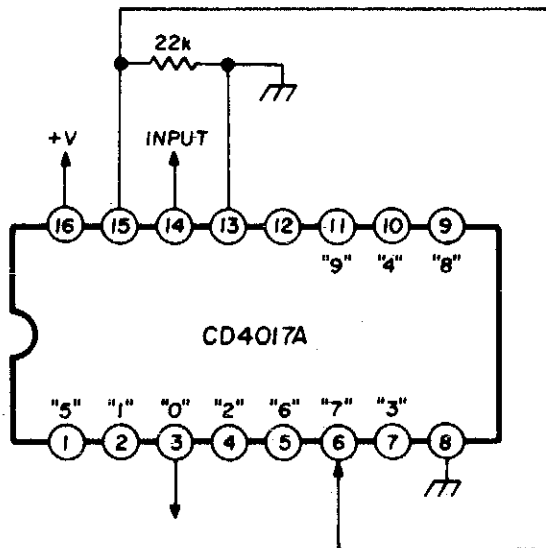 22k
+V INPUT
16 15 14 13 12 11 10 9
"9" "4" "8"
CD4017A
"5" "1" "0" "2" "6" "7" "3"
1 2 3 4 5 6 7 8